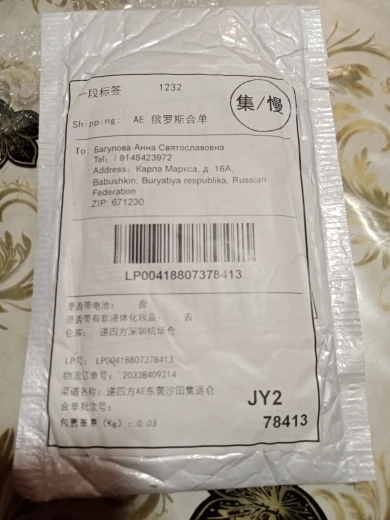 一段标签 1232
集/慢
Shipping: AE 俄罗斯合单
To: Багулова Анна Святославовна
Tel: / 9148423972
Address: Карла Маркса, д. 16А,
Babushkin, Buryatiya respublika, Russian
Federation
ZIP: 671230
LP00418807378413
是否带电池: 否
是否带有非液体化妆品: 否
仓库: 递四方深圳机场仓
LP号: LP00418807378413
物流订单号: 20338409214
渠道名称: 递四方AE东莞沙田集运仓
合单批次号:
包裹重量 (Kg): 0.03
JY2
78413